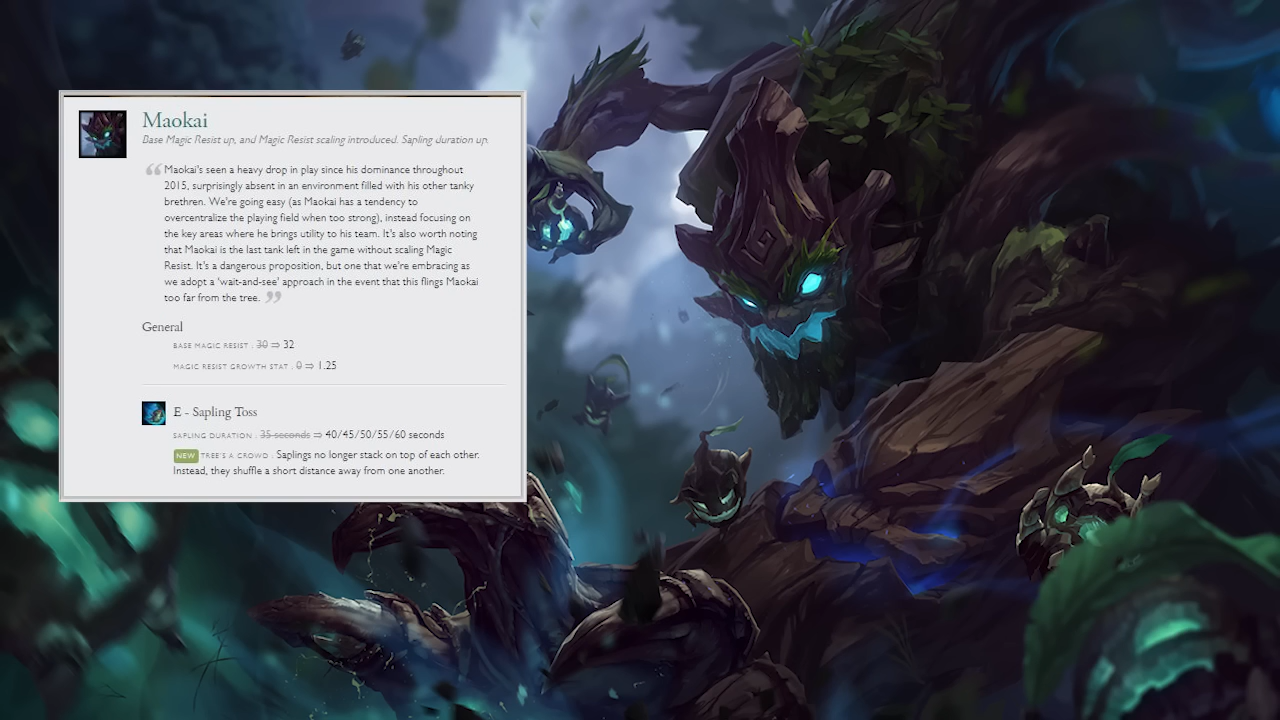 Maokai
Base Magic Resist up, and Magic Resist scaling introduced. Sapling duration up.
“ Maokai's seen a heavy drop in play since his dominance throughout
2015, surprisingly absent in an environment filled with his other tanky
brethren. We're going easy (as Maokai has a tendency to
overcentralize the playing field when too strong), instead focusing on
the key areas where he brings utility to his team. It's also worth noting
that Maokai is the last tank left in the game without scaling Magic
Resist. It's a dangerous proposition, but one that we're embracing as
we adopt a 'wait-and-see' approach in the event that this flings Maokai
too far from the tree. ”
General
BASE MAGIC RESIST : 30 ⇒ 32
MAGIC RESIST GROWTH STAT : 0 ⇒ 1.25
E - Sapling Toss
SAPLING DURATION : 35 seconds ⇒ 40/45/50/55/60 seconds
NEW TREE'S A CROWD : Saplings no longer stack on top of each other.
Instead, they shuffle a short distance away from one another.